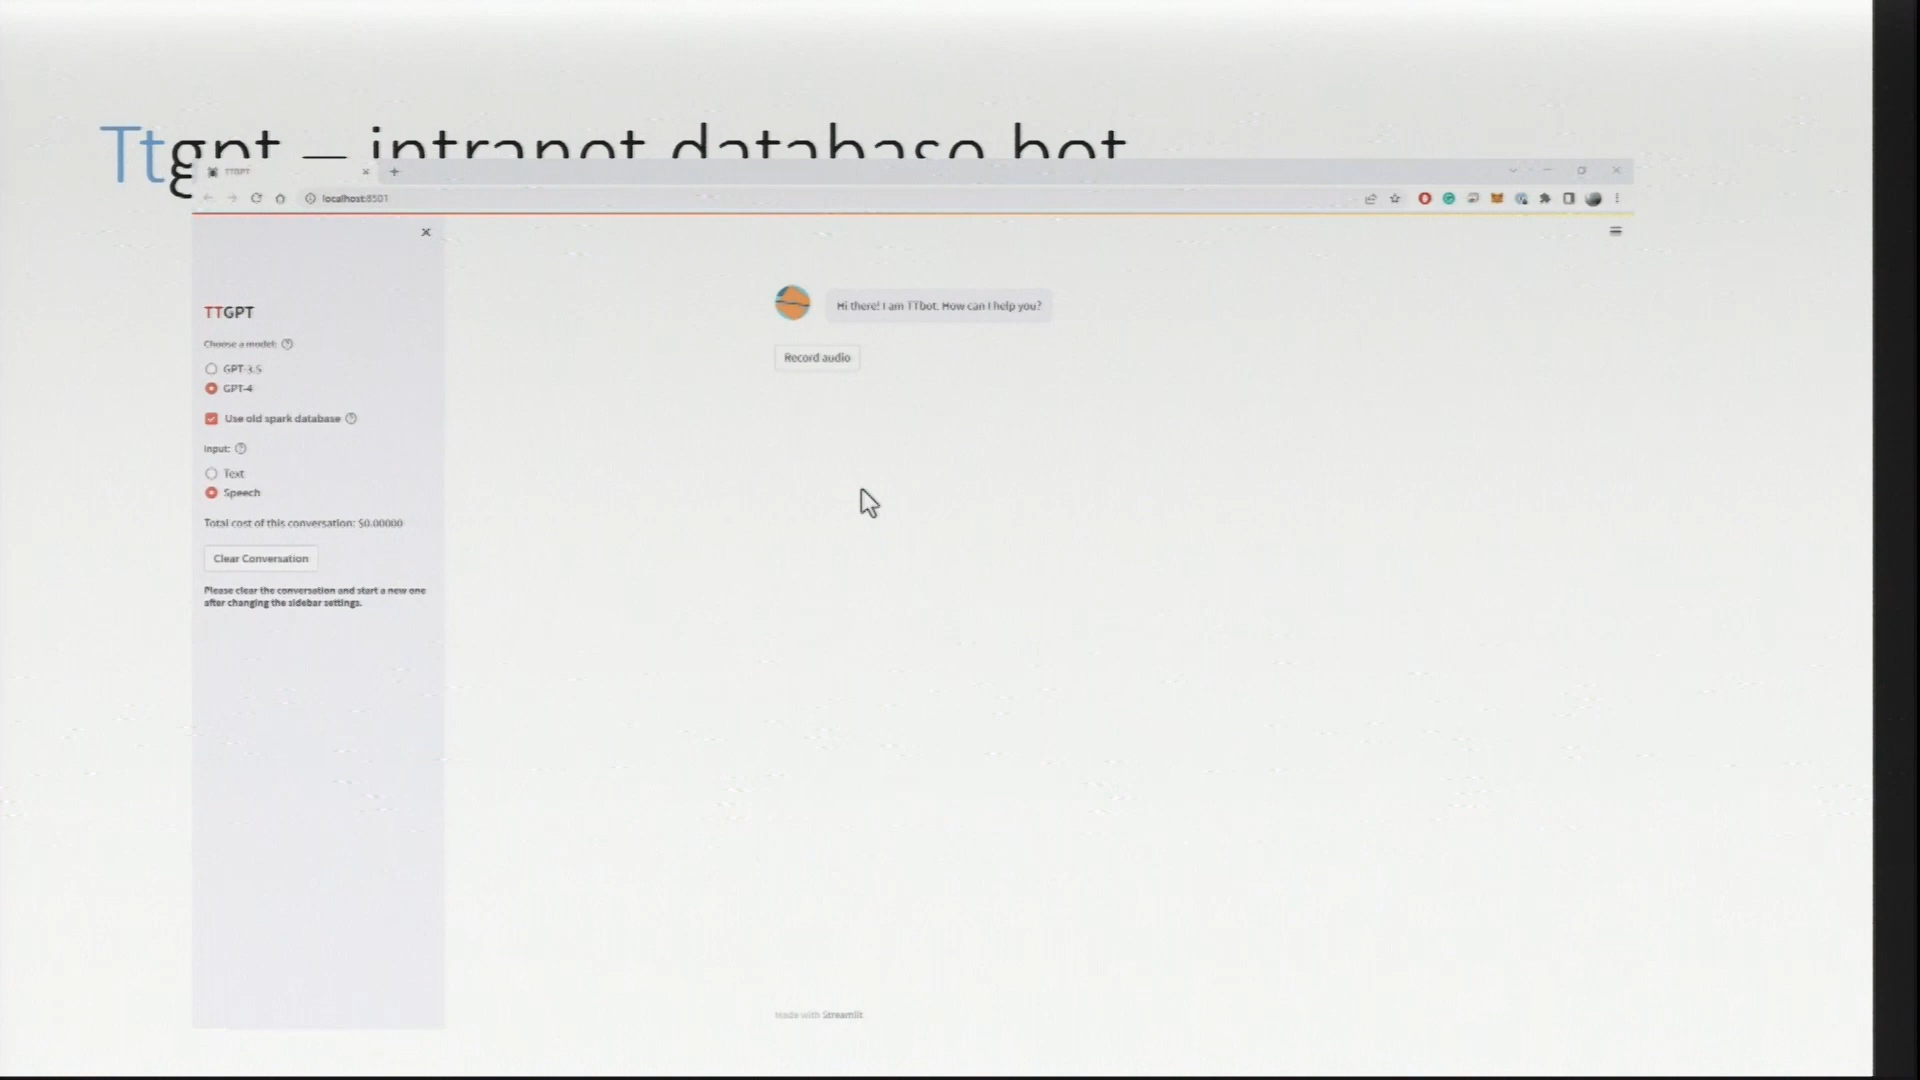 Ttgpt – intranet database bot
TTGPT
localhost:8501
TTGPT
Choose a model:
GPT-3.5
GPT-4
Use old spark database
Input:
Text
Speech
Total cost of this conversation: $0.00000
Clear Conversation
Please clear the conversation and start a new one
after changing the sidebar settings.
Hi there! I am TTbot. How can I help you?
Record audio
Made with Streamlit